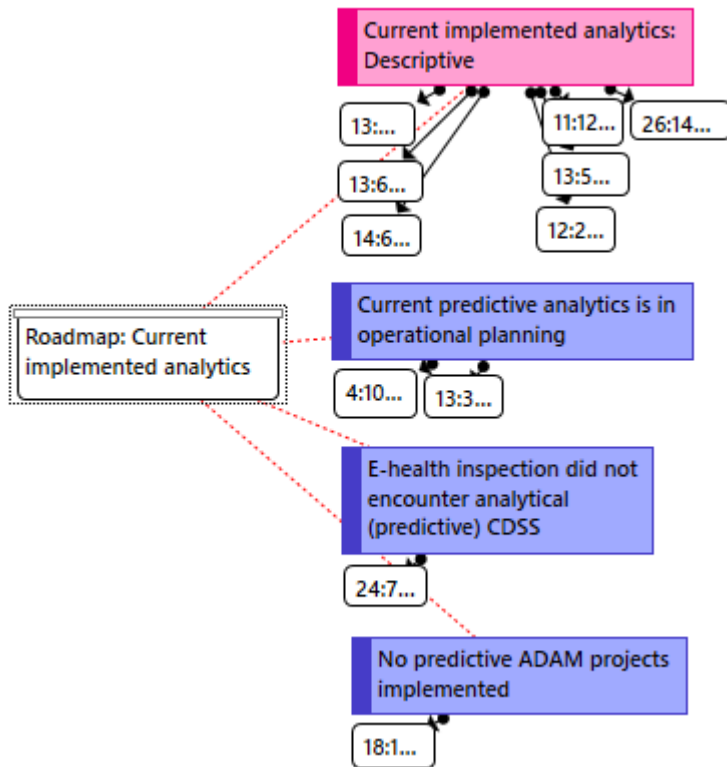 Current implemented analytics:
Descriptive
13:...
11:12...
26:14...
13:6...
13:5...
14:6...
12:2...
Roadmap: Current
implemented analytics
Current predictive analytics is in
operational planning
4:10...
13:3...
E-health inspection did not
encounter analytical
(predictive) CDSS
24:7...
No predictive ADAM projects
implemented
18:1...